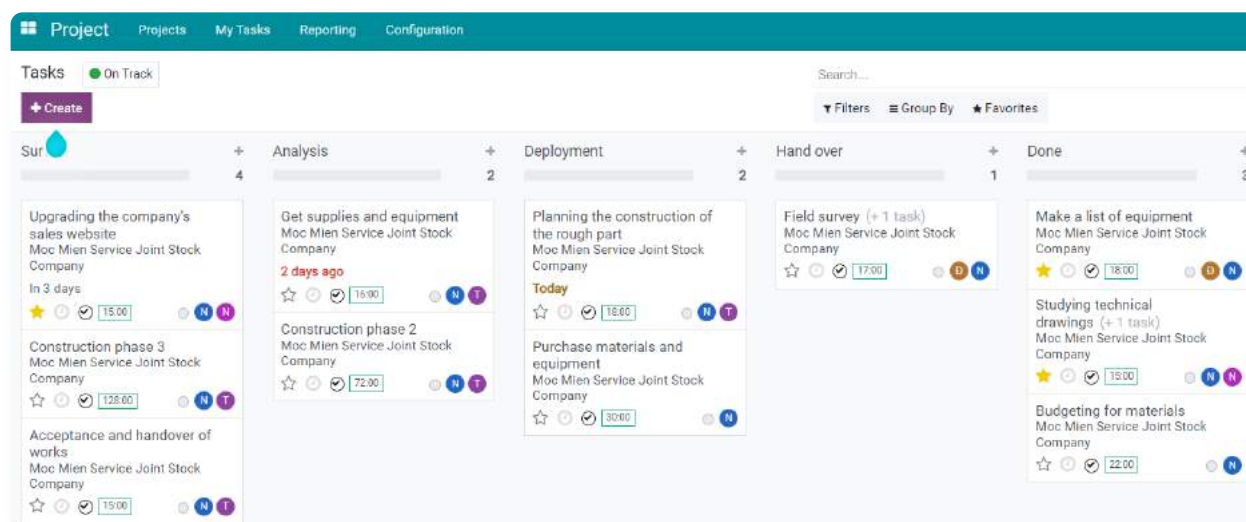 Project Projects My Tasks Reporting Configuration
Tasks On Track
Search...
Create
Filters Group By Favorites
Sur
Analysis
Deployment
Hand over
Done
4
2
2
1
3
Upgrading the company's
sales website
Moc Mien Service Joint Stock
Company
In 3 days
15:00 N N
Construction phase 3
Moc Mien Service Joint Stock
Company
128:00 N T
Acceptance and handover of
works
Moc Mien Service Joint Stock
Company
15:00 N T
Get supplies and equipment
Moc Mien Service Joint Stock
Company
2 days ago
16:00 N T
Construction phase 2
Moc Mien Service Joint Stock
Company
72:00 N T
Planning the construction of
the rough part
Moc Mien Service Joint Stock
Company
Today
18:00 N T
Purchase materials and
equipment
Moc Mien Service Joint Stock
Company
30:00 N
Field survey (+ 1 task)
Moc Mien Service Joint Stock
Company
17:00 Đ N
Make a list of equipment
Moc Mien Service Joint Stock
Company
18:00 Đ N
Studying technical
drawings (+ 1 task)
Moc Mien Service Joint Stock
Company
15:00 N N
Budgeting for materials
Moc Mien Service Joint Stock
Company
22:00 N